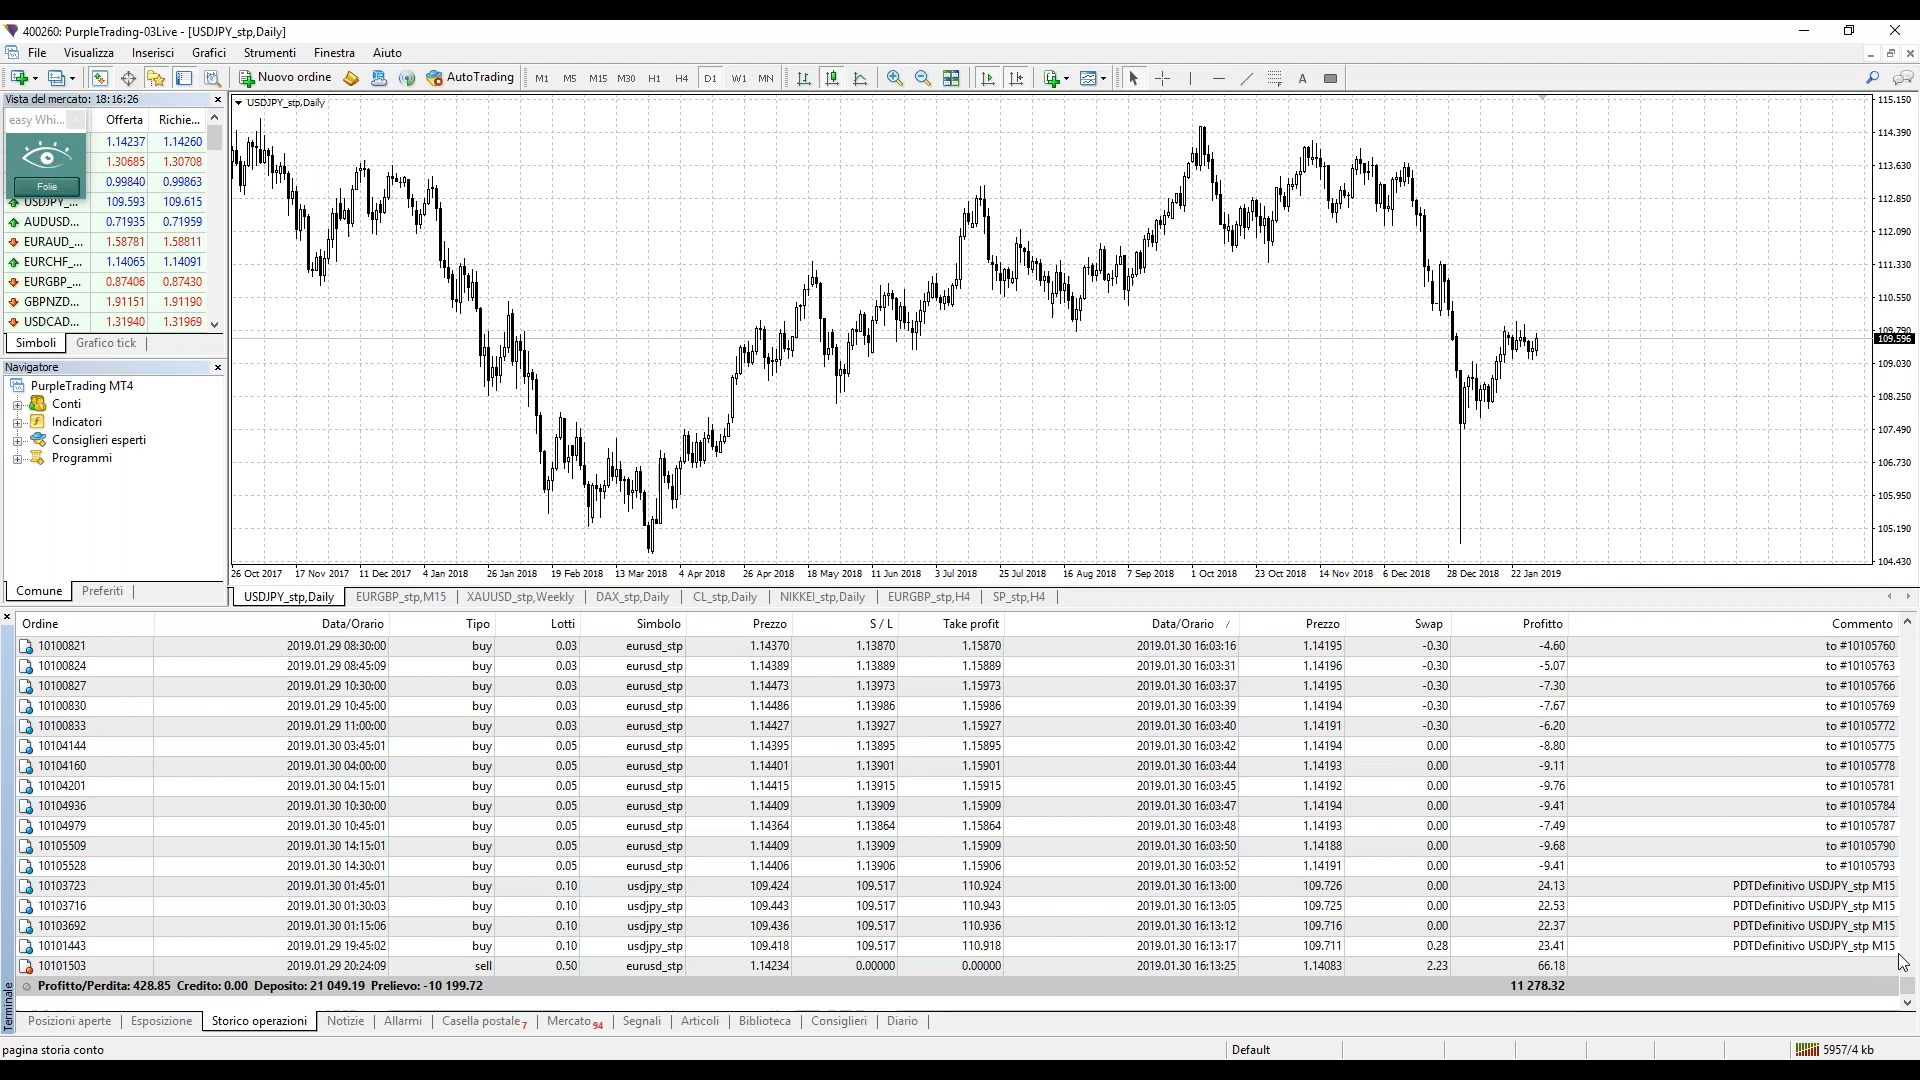 400260: PurpleTrading-03Live - [USDJPY_stp,Daily]
File Visualizza Inserisci Grafici Strumenti Finestra Aiuto
Nuovo ordine AutoTrading M1 M5 M15 M30 H1 H4 D1 W1 MN A
Vista del mercato: 18:16:26
easy Whi... Offerta Richie...
1.14237 1.14260
1.30685 1.30708
Folie 0.99840 0.99863
USDJPY_... 109.593 109.615
AUDUSD... 0.71935 0.71959
EURAUD_... 1.58781 1.58811
EURCHF_... 1.14065 1.14091
EURGBP_... 0.87406 0.87430
GBPNZD... 1.91151 1.91190
USDCAD... 1.31940 1.31969
Simboli Grafico tick
Navigatore
PurpleTrading MT4
Conti
Indicatori
Consiglieri esperti
Programmi
Comune Preferiti
USDJPY_stp,Daily
115.150
114.390
113.630
112.850
112.090
111.330
110.550
109.790
109.596
109.030
108.250
107.490
106.730
105.950
105.190
104.430
26 Oct 2017 17 Nov 2017 11 Dec 2017 4 Jan 2018 26 Jan 2018 19 Feb 2018 13 Mar 2018 4 Apr 2018 26 Apr 2018 18 May 2018 11 Jun 2018 3 Jul 2018 25 Jul 2018 16 Aug 2018 7 Sep 2018 1 Oct 2018 23 Oct 2018 14 Nov 2018 6 Dec 2018 28 Dec 2018 22 Jan 2019
USDJPY_stp,Daily EURGBP_stp,M15 XAUUSD_stp,Weekly DAX_stp,Daily CL_stp,Daily NIKKEI_stp,Daily EURGBP_stp,H4 SP_stp,H4
Ordine Data/Orario Tipo Lotti Simbolo Prezzo S / L Take profit Data/Orario / Prezzo Swap Profitto Commento
10100821 2019.01.29 08:30:00 buy 0.03 eurusd_stp 1.14370 1.13870 1.15870 2019.01.30 16:03:16 1.14195 -0.30 -4.60 to #10105760
10100824 2019.01.29 08:45:09 buy 0.03 eurusd_stp 1.14389 1.13889 1.15889 2019.01.30 16:03:31 1.14196 -0.30 -5.07 to #10105763
10100827 2019.01.29 10:30:00 buy 0.03 eurusd_stp 1.14473 1.13973 1.15973 2019.01.30 16:03:37 1.14195 -0.30 -7.30 to #10105766
10100830 2019.01.29 10:45:00 buy 0.03 eurusd_stp 1.14486 1.13986 1.15986 2019.01.30 16:03:39 1.14194 -0.30 -7.67 to #10105769
10100833 2019.01.29 11:00:00 buy 0.03 eurusd_stp 1.14427 1.13927 1.15927 2019.01.30 16:03:40 1.14191 -0.30 -6.20 to #10105772
10104144 2019.01.30 03:45:01 buy 0.05 eurusd_stp 1.14395 1.13895 1.15895 2019.01.30 16:03:42 1.14194 0.00 -8.80 to #10105775
10104160 2019.01.30 04:00:00 buy 0.05 eurusd_stp 1.14401 1.13901 1.15901 2019.01.30 16:03:44 1.14193 0.00 -9.11 to #10105778
10104201 2019.01.30 04:15:01 buy 0.05 eurusd_stp 1.14415 1.13915 1.15915 2019.01.30 16:03:45 1.14192 0.00 -9.76 to #10105781
10104936 2019.01.30 10:30:00 buy 0.05 eurusd_stp 1.14409 1.13909 1.15909 2019.01.30 16:03:47 1.14194 0.00 -9.41 to #10105784
10104979 2019.01.30 10:45:01 buy 0.05 eurusd_stp 1.14364 1.13864 1.15864 2019.01.30 16:03:48 1.14193 0.00 -7.49 to #10105787
10105509 2019.01.30 14:15:01 buy 0.05 eurusd_stp 1.14409 1.13909 1.15909 2019.01.30 16:03:50 1.14188 0.00 -9.68 to #10105790
10105528 2019.01.30 14:30:01 buy 0.05 eurusd_stp 1.14406 1.13906 1.15906 2019.01.30 16:03:52 1.14191 0.00 -9.41 to #10105793
10103723 2019.01.30 01:45:01 buy 0.10 usdjpy_stp 109.424 109.517 110.924 2019.01.30 16:13:00 109.726 0.00 24.13 PDTDefinitivo USDJPY_stp M15
10103716 2019.01.30 01:30:03 buy 0.10 usdjpy_stp 109.443 109.517 110.943 2019.01.30 16:13:05 109.725 0.00 22.53 PDTDefinitivo USDJPY_stp M15
10103692 2019.01.30 01:15:06 buy 0.10 usdjpy_stp 109.436 109.517 110.936 2019.01.30 16:13:12 109.716 0.00 22.37 PDTDefinitivo USDJPY_stp M15
10101443 2019.01.29 19:45:02 buy 0.10 usdjpy_stp 109.418 109.517 110.918 2019.01.30 16:13:17 109.711 0.28 23.41 PDTDefinitivo USDJPY_stp M15
10101503 2019.01.29 20:24:09 sell 0.50 eurusd_stp 1.14234 0.00000 0.00000 2019.01.30 16:13:25 1.14083 2.23 66.18
Profitto/Perdita: 428.85 Credito: 0.00 Deposito: 21 049.19 Prelievo: -10 199.72 11 278.32
Terminale
Posizioni aperte Esposizione Storico operazioni Notizie Allarmi Casella postale 7 Mercato 94 Segnali Articoli Biblioteca Consiglieri Diario
pagina storia conto Default 5957/4 kb